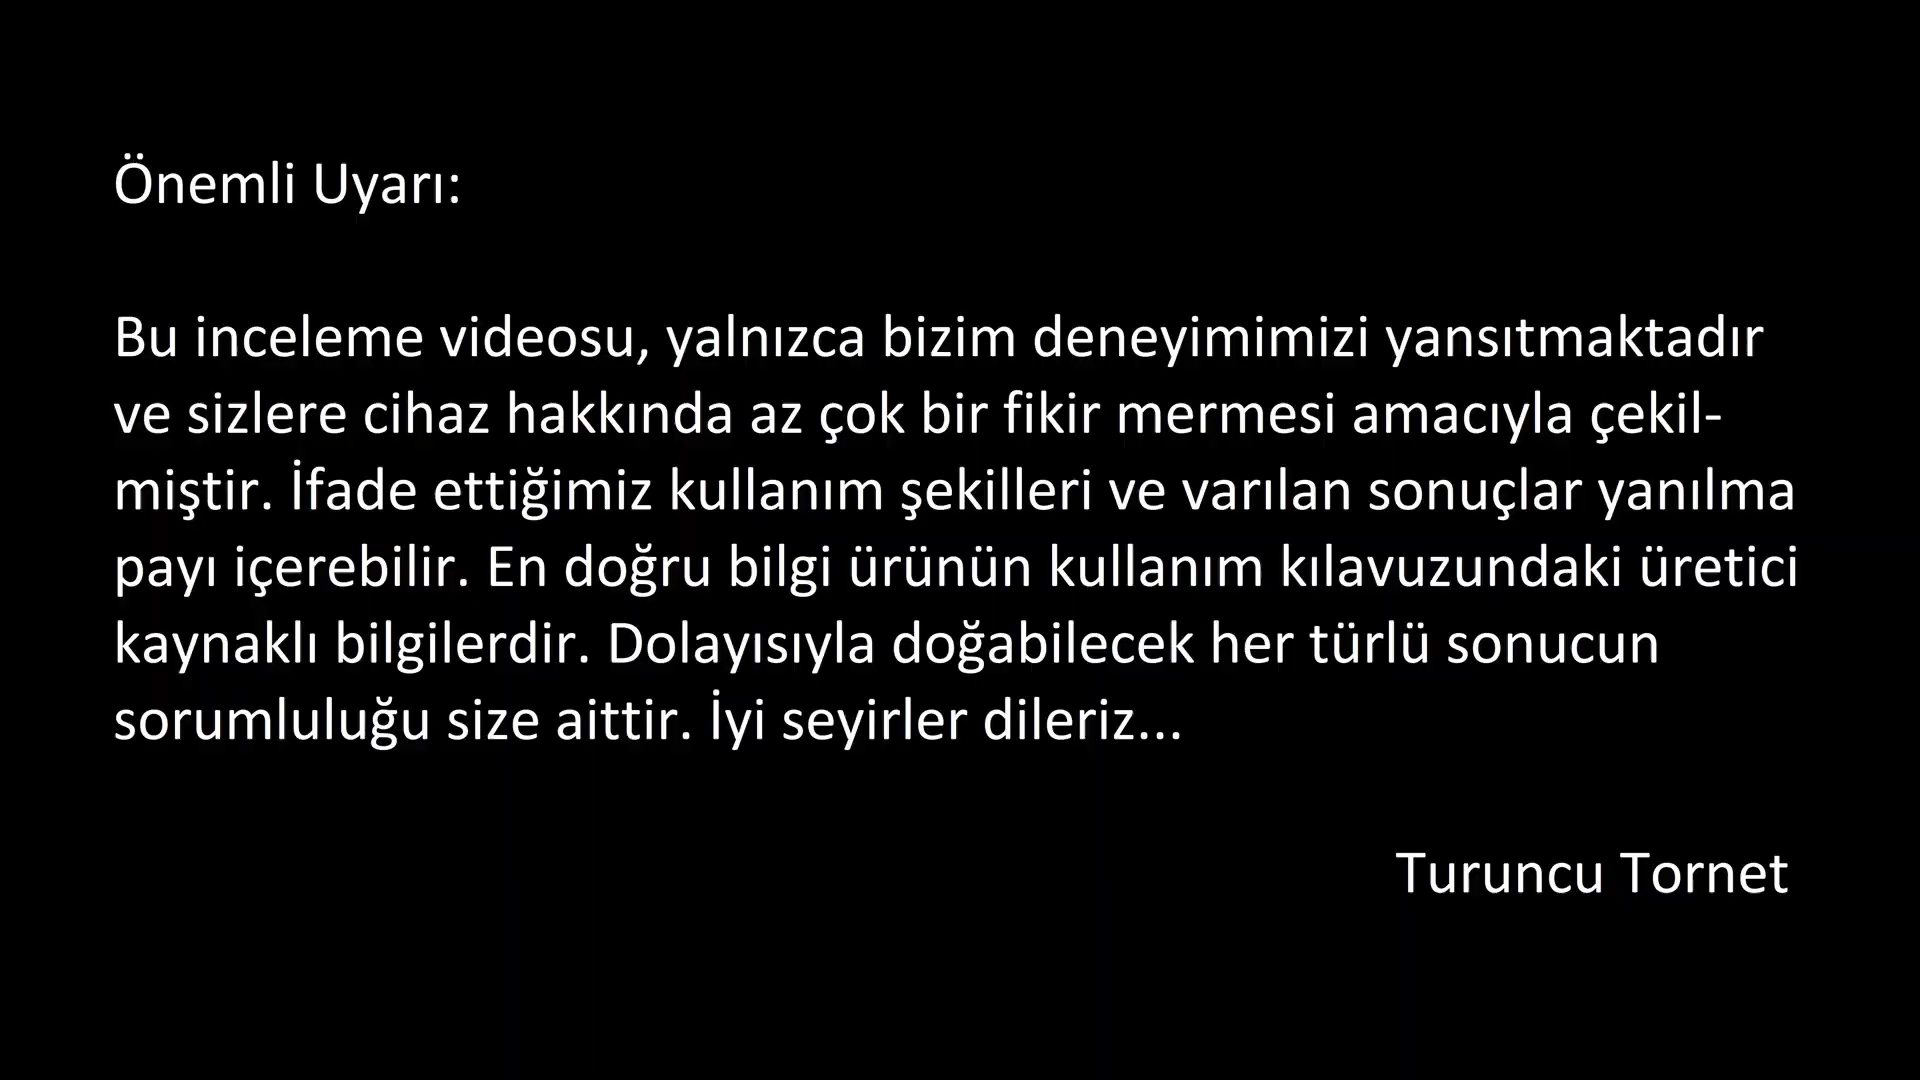 Önemli Uyarı:
Bu inceleme videosu, yalnızca bizim deneyimimizi yansıtmaktadır
ve sizlere cihaz hakkında az çok bir fikir mermesi amacıyla çekil-
miştir. İfade ettiğimiz kullanım şekilleri ve varılan sonuçlar yanılma
payı içerebilir. En doğru bilgi ürünün kullanım kılavuzundaki üretici
kaynaklı bilgilerdir. Dolayısıyla doğabilecek her türlü sonucun
sorumluluğu size aittir. İyi seyirler dileriz...
Turuncu Tornet